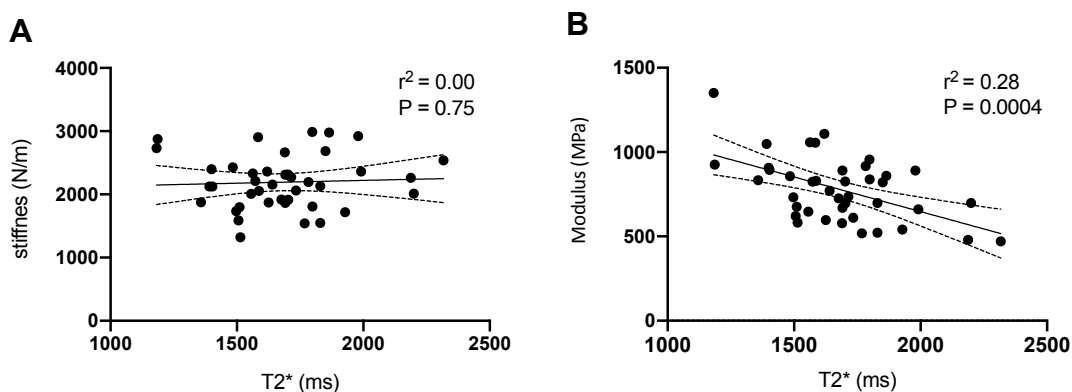 A
r² = 0.00
P = 0.75
stiffnes (N/m)
4000
3000
2000
1000
0
1000 1500 2000 2500
T2* (ms)
B
r² = 0.28
P = 0.0004
Modulus (MPa)
1500
1000
500
0
1000 1500 2000 2500
T2* (ms)